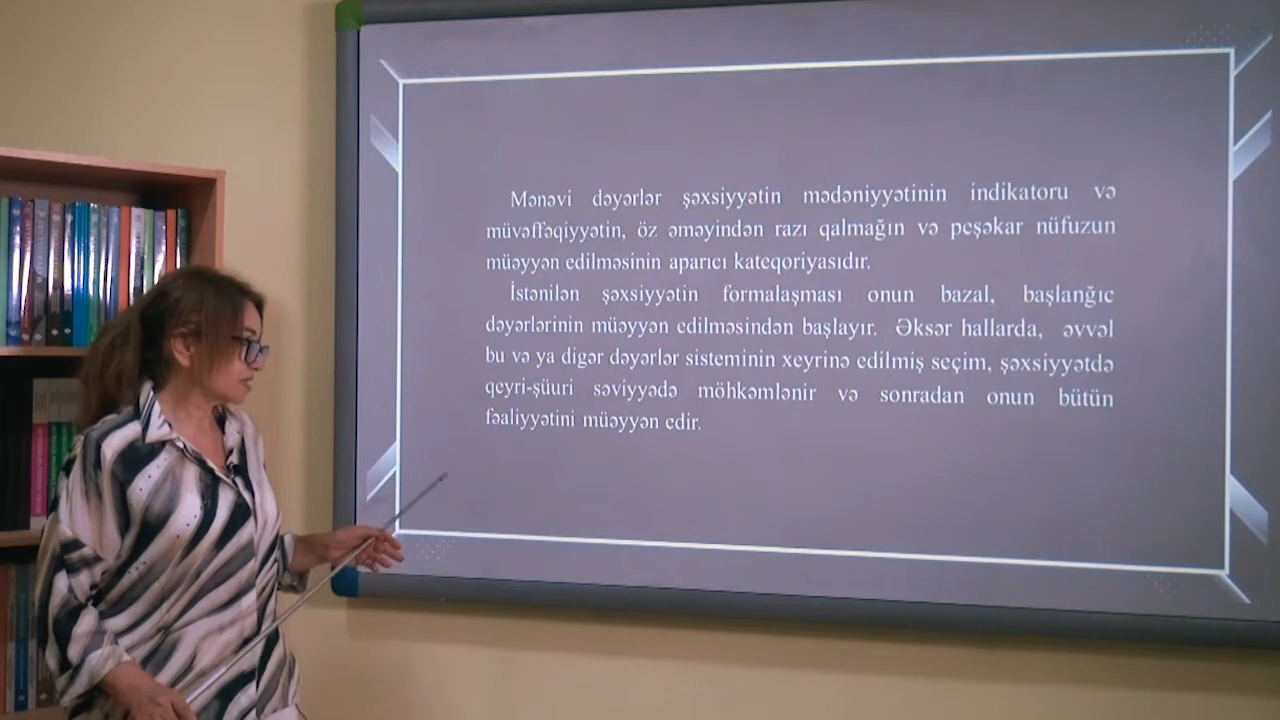 Mənəvi dəyərlər şəxsiyyətin mədəniyyətinin indikatoru və
müvəffəqiyyətin, öz əməyindən razı qalmağın və peşəkar nüfuzun
müəyyən edilməsinin aparıcı kateqoriyasıdır.
İstənilən şəxsiyyətin formalaşması onun bazal, başlanğıc
dəyərlərinin müəyyən edilməsindən başlayır. Əksər hallarda, əvvəl
bu və ya digər dəyərlər sisteminin xeyrinə edilmiş seçim, şəxsiyyətdə
qeyri-şüuri səviyyədə möhkəmlənir və sonradan onun bütün
fəaliyyətini müəyyən edir.